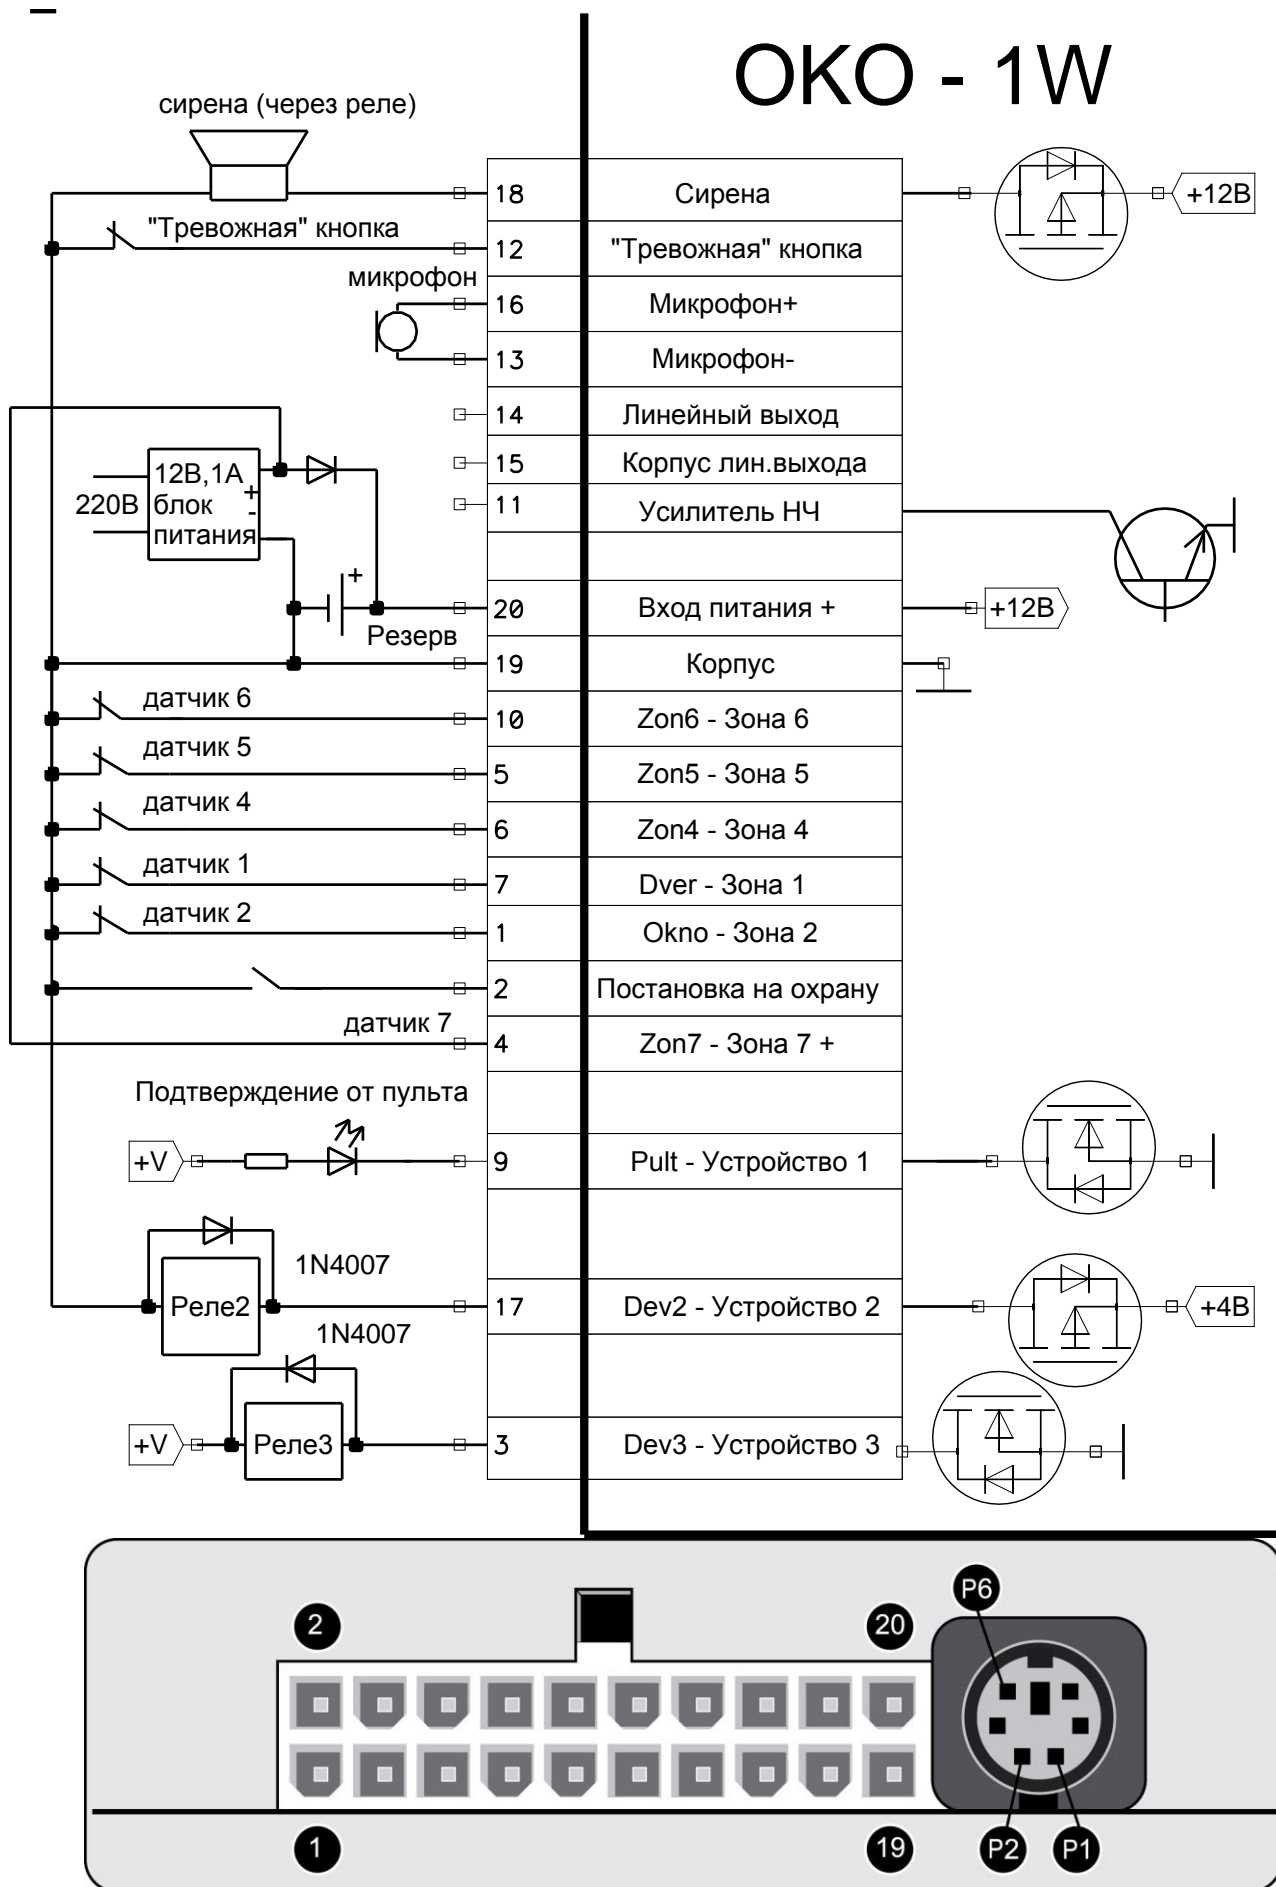 OKO - 1W
сирена (через реле)
18 Сирена +12В
"Тревожная" кнопка
12 "Тревожная" кнопка
микрофон
16 Микрофон+
13 Микрофон-
14 Линейный выход
15 Корпус лин.выхода
11 Усилитель НЧ
12В,1А +
220В блок -
питания
+
20 Вход питания + +12В
Резерв
19 Корпус
датчик 6
10 Zon6 - Зона 6
датчик 5
5 Zon5 - Зона 5
датчик 4
6 Zon4 - Зона 4
датчик 1
7 Dver - Зона 1
датчик 2
1 Okno - Зона 2
2 Постановка на охрану
датчик 7
4 Zon7 - Зона 7 +
Подтверждение от пульта
+V 9 Pult - Устройство 1
1N4007
Реле2 17 Dev2 - Устройство 2 +4В
1N4007
+V Реле3 3 Dev3 - Устройство 3
P6
2 20
1 19 P2 P1